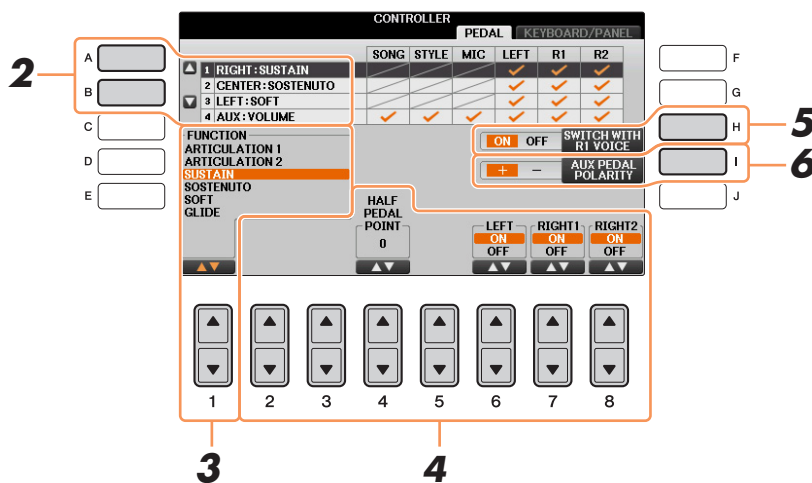 CONTROLLER
PEDAL KEYBOARD/PANEL
SONG STYLE MIC LEFT R1 R2
1 RIGHT:SUSTAIN
2 CENTER:SOSTENUTO
3 LEFT:SOFT
4 AUX:VOLUME
A
B
C
D
E
F
G
H
I
J
2
5
6
FUNCTION
ARTICULATION 1
ARTICULATION 2
SUSTAIN
SOSTENUTO
SOFT
GLIDE
ON OFF SWITCH WITH
R1 VOICE
+ − AUX PEDAL
POLARITY
HALF
PEDAL
POINT
0
LEFT RIGHT1 RIGHT2
ON ON ON
OFF OFF OFF
1 2 3 4 5 6 7 8
3 4